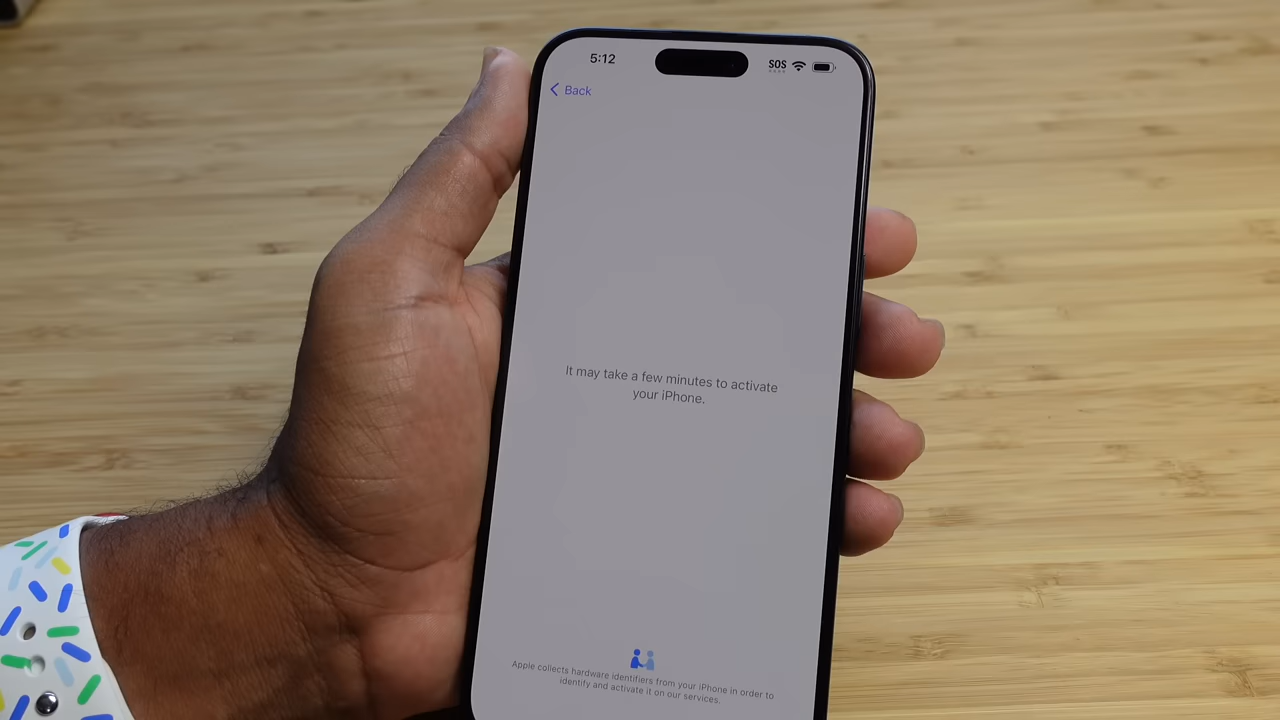 5:12
SOS
Back
It may take a few minutes to activate
your iPhone.
Apple collects hardware identifiers from your iPhone in order to
identify and activate it on our services.